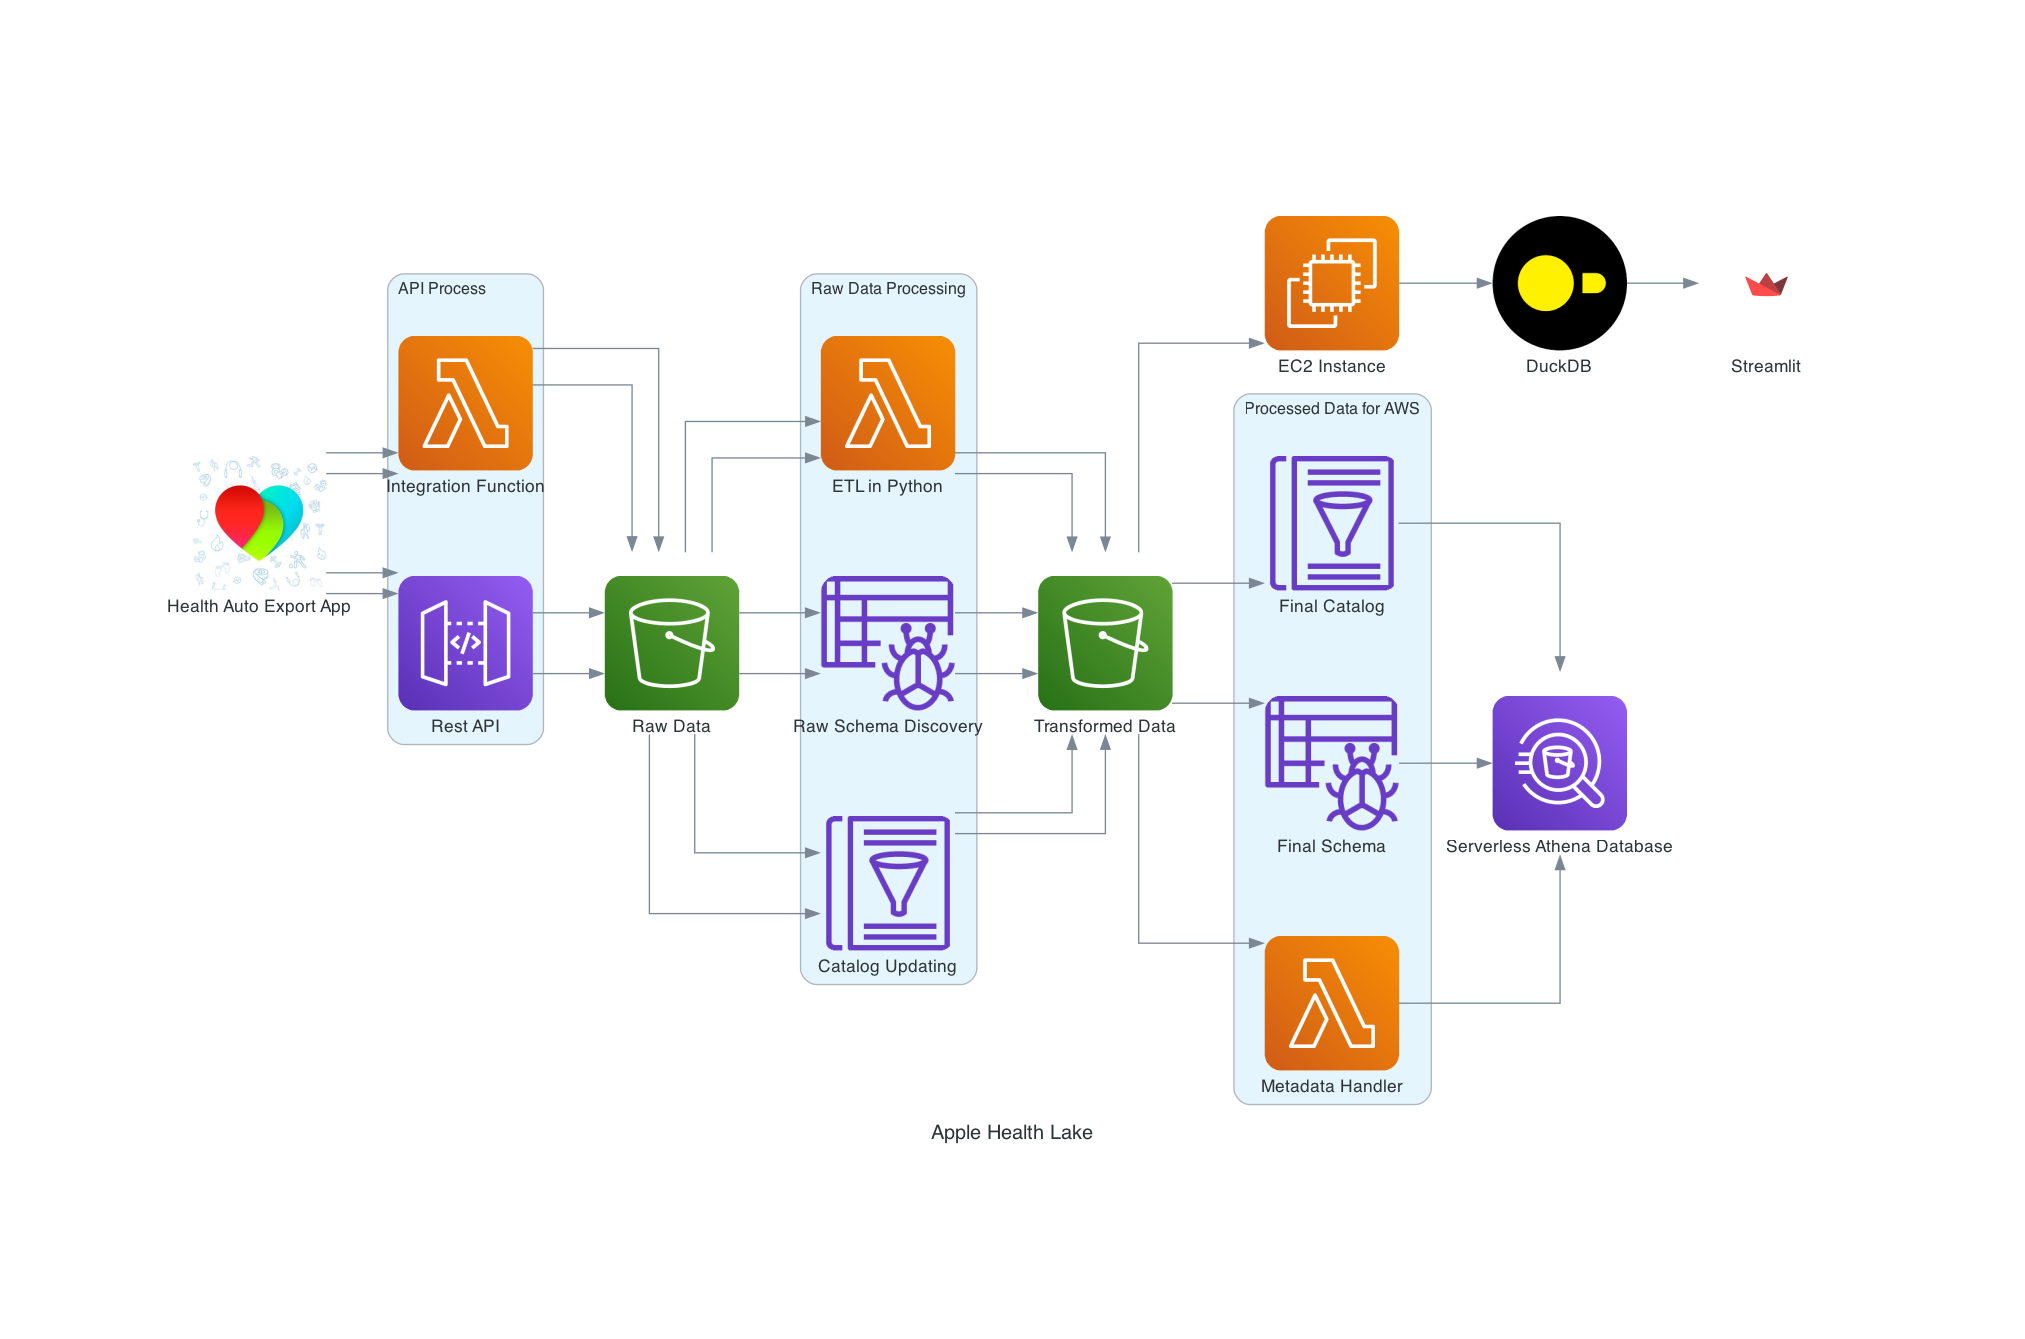 API Process
Integration Function
Rest API
Health Auto Export App
Raw Data
Raw Data Processing
ETL in Python
Raw Schema Discovery
Catalog Updating
Transformed Data
EC2 Instance
DuckDB
Streamlit
Processed Data for AWS
Final Catalog
Final Schema
Metadata Handler
Serverless Athena Database
Apple Health Lake